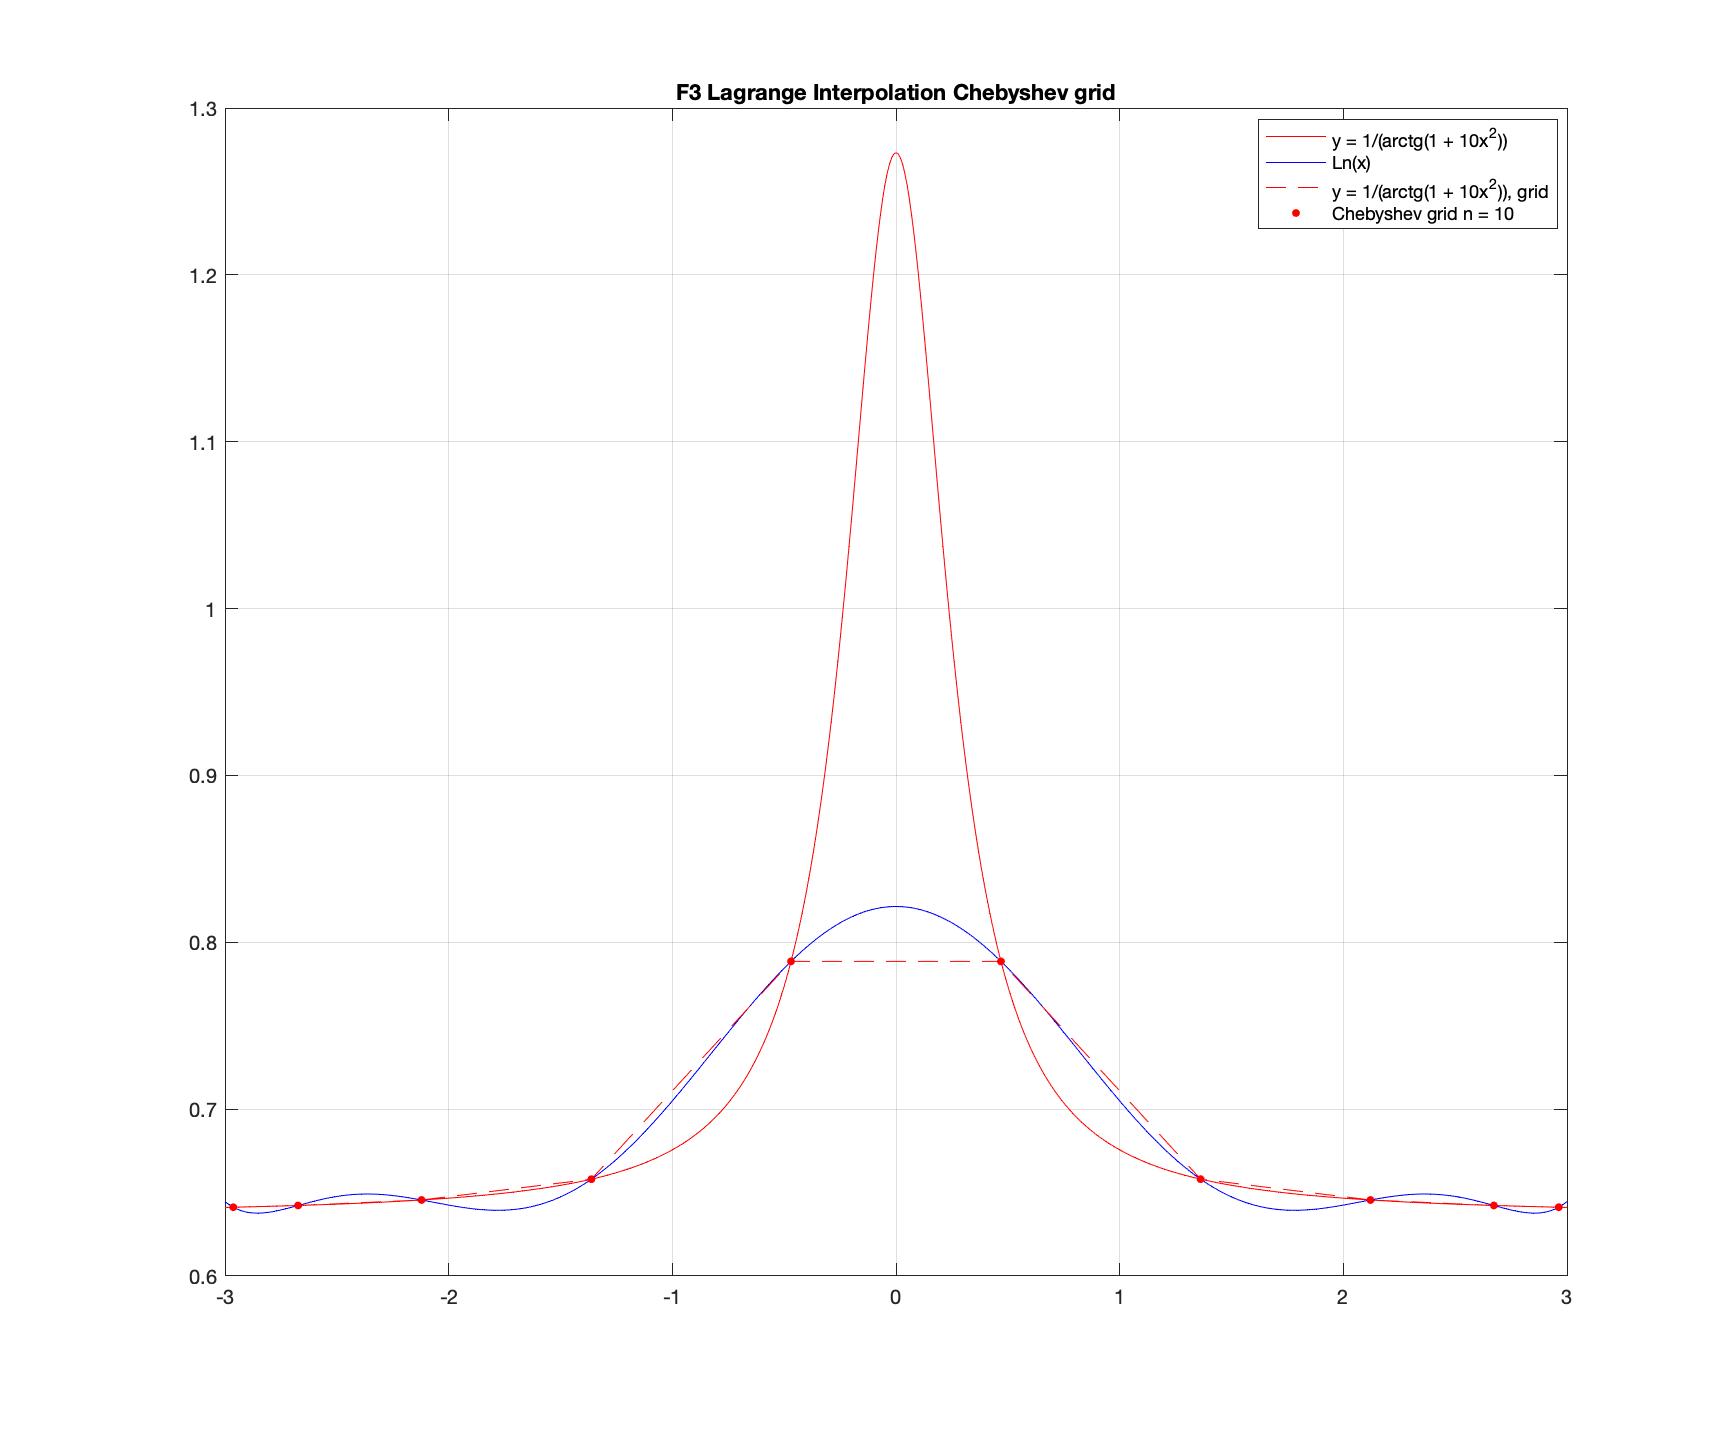 F3 Lagrange Interpolation Chebyshev grid
1.3
y = 1/(arctg(1 + 10x²))
Ln(x)
y = 1/(arctg(1 + 10x²)), grid
Chebyshev grid n = 10
1.2
1.1
1
0.9
0.8
0.7
0.6
-3 -2 -1 0 1 2 3